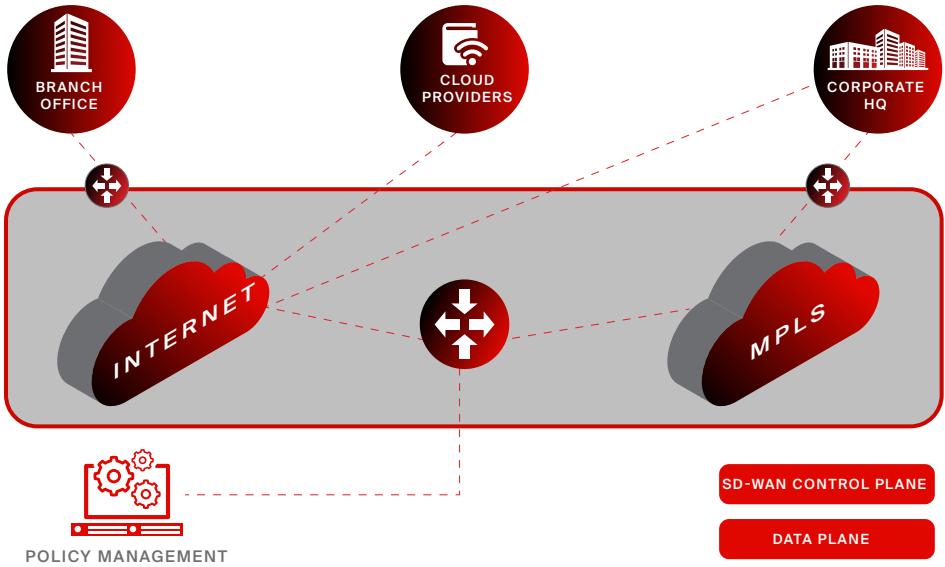 BRANCH
OFFICE
CLOUD
PROVIDERS
CORPORATE
HQ
INTERNET
MPLS
SD-WAN CONTROL PLANE
DATA PLANE
POLICY MANAGEMENT